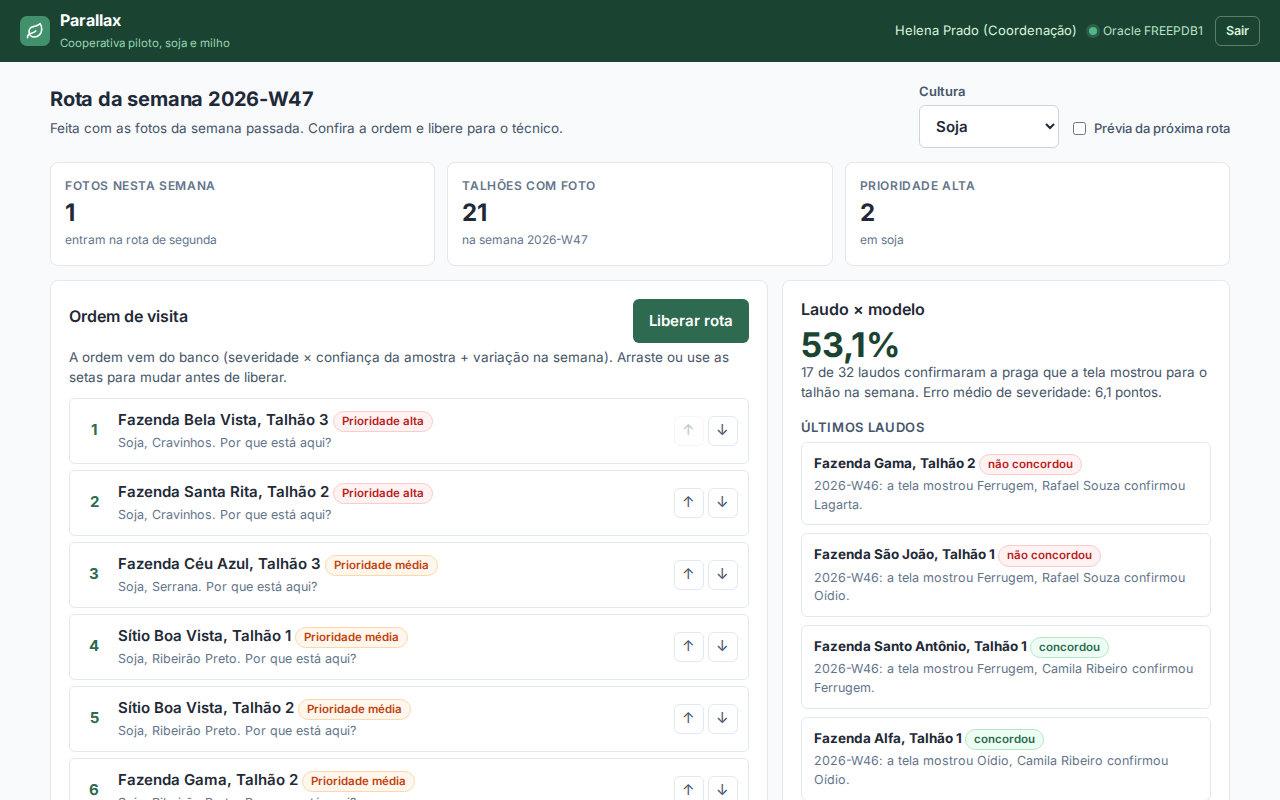 Parallax
Cooperativa piloto, soja e milho
Helena Prado (Coordenação)
Oracle FREEPDB1
Sair
Rota da semana 2026-W47
Feita com as fotos da semana passada. Confira a ordem e libere para o técnico.
Cultura
Soja
Prévia da próxima rota
FOTOS NESTA SEMANA
1
entram na rota de segunda
TALHÕES COM FOTO
21
na semana 2026-W47
PRIORIDADE ALTA
2
em soja
Ordem de visita
Liberar rota
A ordem vem do banco (severidade × confiança da amostra + variação na semana). Arraste ou use as
setas para mudar antes de liberar.
1
Fazenda Bela Vista, Talhão 3 Prioridade alta
Soja, Cravinhos. Por que está aqui?
↑ ↓
2
Fazenda Santa Rita, Talhão 2 Prioridade alta
Soja, Cravinhos. Por que está aqui?
↑ ↓
3
Fazenda Céu Azul, Talhão 3 Prioridade média
Soja, Serrana. Por que está aqui?
↑ ↓
4
Sítio Boa Vista, Talhão 1 Prioridade média
Soja, Ribeirão Preto. Por que está aqui?
↑ ↓
5
Sítio Boa Vista, Talhão 2 Prioridade média
Soja, Ribeirão Preto. Por que está aqui?
↑ ↓
6
Fazenda Gama, Talhão 2 Prioridade média
↑ ↓
Laudo × modelo
53,1%
17 de 32 laudos confirmaram a praga que a tela mostrou para o
talhão na semana. Erro médio de severidade: 6,1 pontos.
ÚLTIMOS LAUDOS
Fazenda Gama, Talhão 2 não concordou
2026-W46: a tela mostrou Ferrugem, Rafael Souza confirmou
Lagarta.
Fazenda São João, Talhão 1 não concordou
2026-W46: a tela mostrou Ferrugem, Rafael Souza confirmou
Oídio.
Fazenda Santo Antônio, Talhão 1 concordou
2026-W46: a tela mostrou Ferrugem, Camila Ribeiro confirmou
Ferrugem.
Fazenda Alfa, Talhão 1 concordou
2026-W46: a tela mostrou Oídio, Camila Ribeiro confirmou
Oídio.